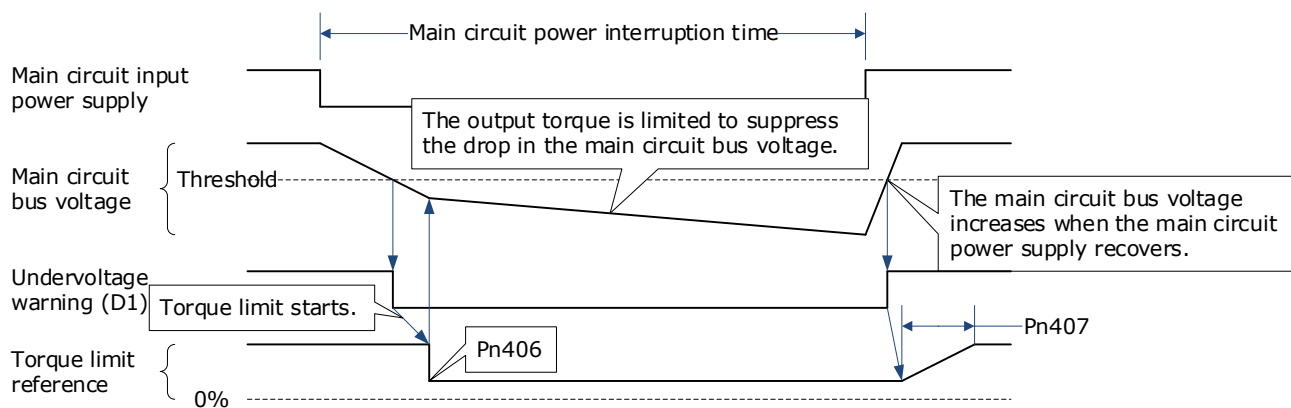 Main circuit power interruption time
Main circuit input
power supply
The output torque is limited to suppress
the drop in the main circuit bus voltage.
Main circuit
bus voltage
Threshold
The main circuit bus voltage
increases when the main circuit
power supply recovers.
Undervoltage
warning (D1)
Torque limit starts.
Pn406
Pn407
Torque limit
reference
0%